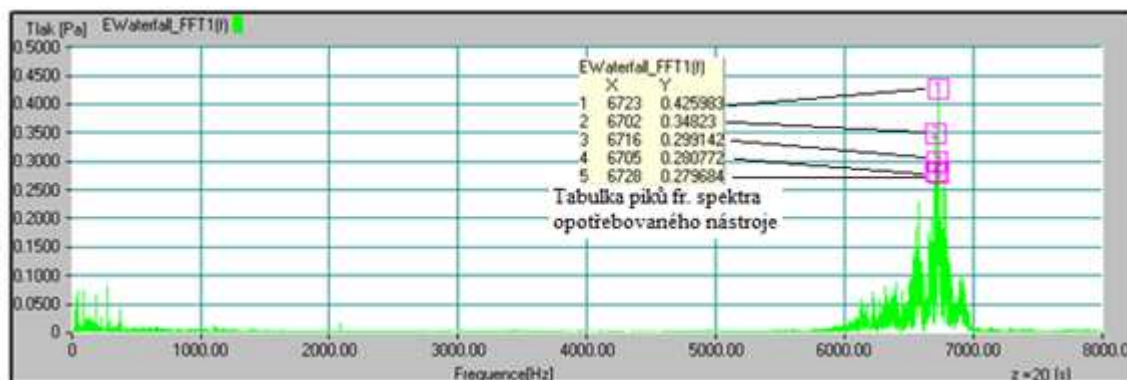 Tlak [Pa] EWaterfall_FFT1(f)
0.5000
0.4500
0.4000
0.3500
0.3000
0.2500
0.2000
0.1500
0.1000
0.0500
0
EWaterfall_FFT1(f)
X Y
1 6723 0.425983
2 6702 0.34823
3 6716 0.299142
4 6705 0.280772
5 6728 0.279684
Tabulka piků fr. spektra
opotřebovaného nástroje
1
2
0 1000.00 2000.00 3000.00 4000.00 5000.00 6000.00 7000.00 8000.0
Frequence[Hz] z =20 [s]